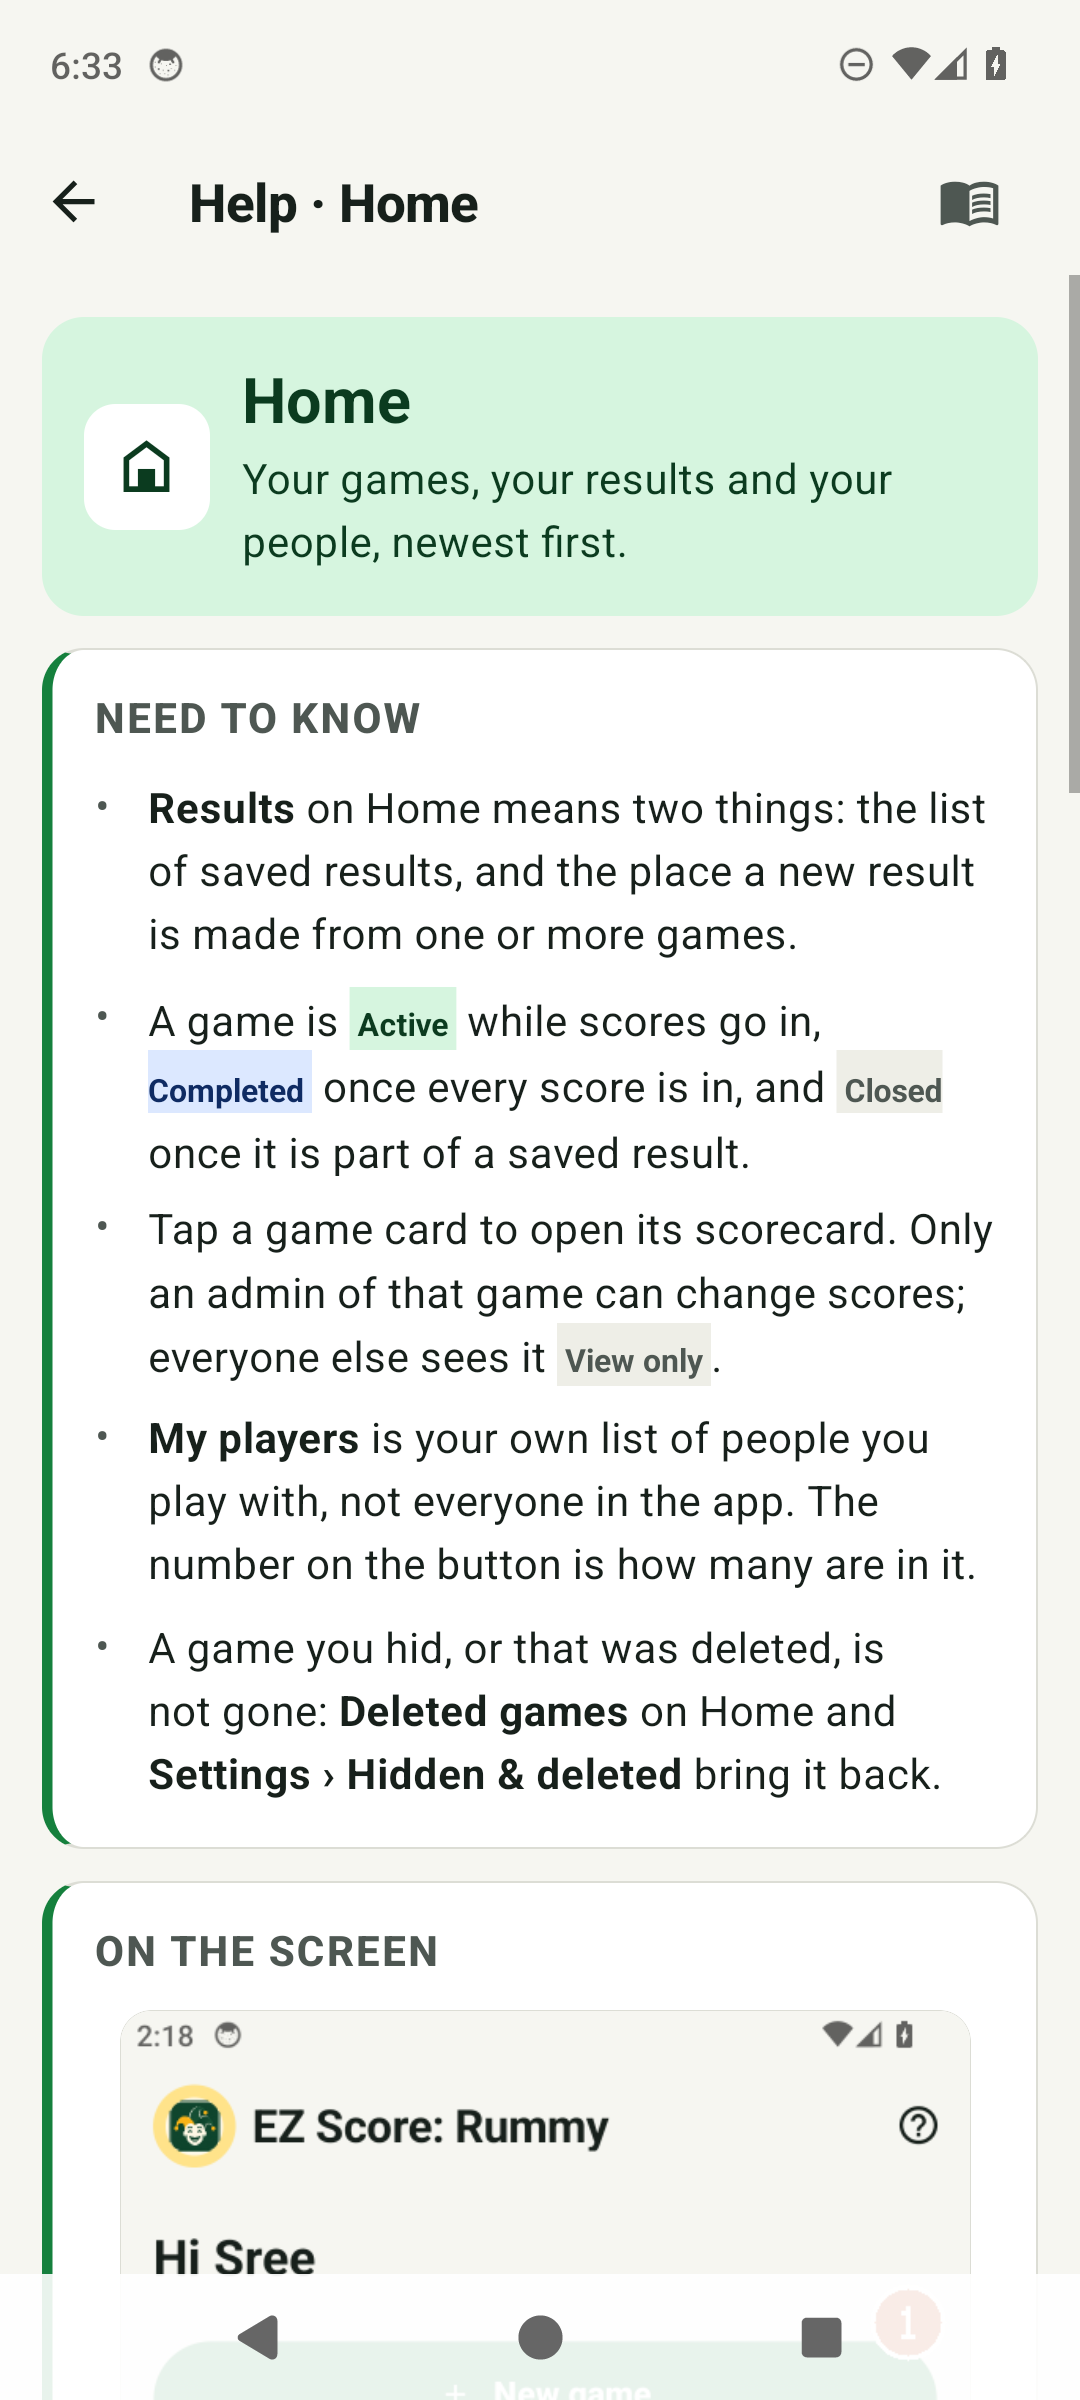 6:33
Help · Home
Home
Your games, your results and your
people, newest first.
NEED TO KNOW
• Results on Home means two things: the list
of saved results, and the place a new result
is made from one or more games.
• A game is Active while scores go in,
Completed once every score is in, and Closed
once it is part of a saved result.
• Tap a game card to open its scorecard. Only
an admin of that game can change scores;
everyone else sees it View only.
• My players is your own list of people you
play with, not everyone in the app. The
number on the button is how many are in it.
• A game you hid, or that was deleted, is
not gone: Deleted games on Home and
Settings › Hidden & deleted bring it back.
ON THE SCREEN
2:18
EZ Score: Rummy
Hi Sree
1
+ New game